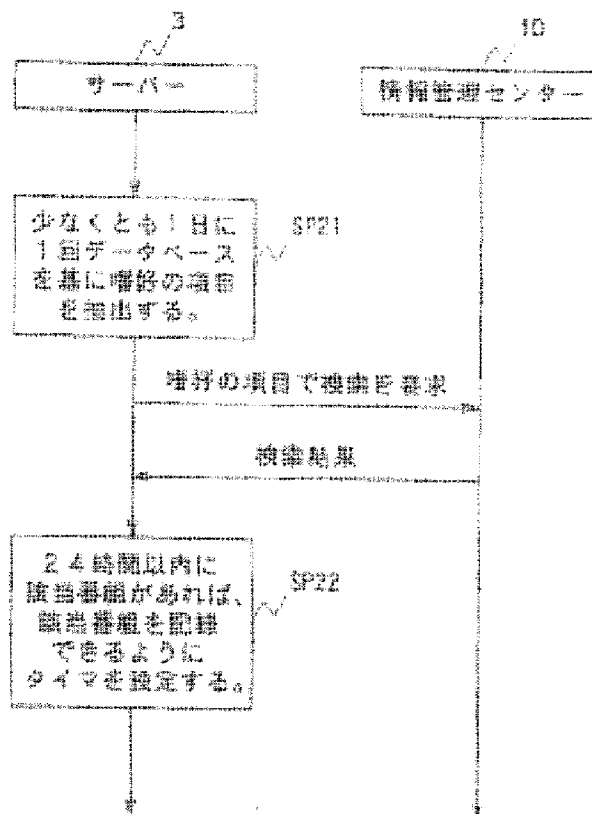 3
10
サーバー
情報管理センター
少なくとも1日に
1回データベース
を基に嗜好の項目
を抽出する。
SP21
嗜好の項目で検索を要求
検索結果
24時間以内に
該当番組があれば、
該当番組を記録
できるように
タイマを設定する。
SP22